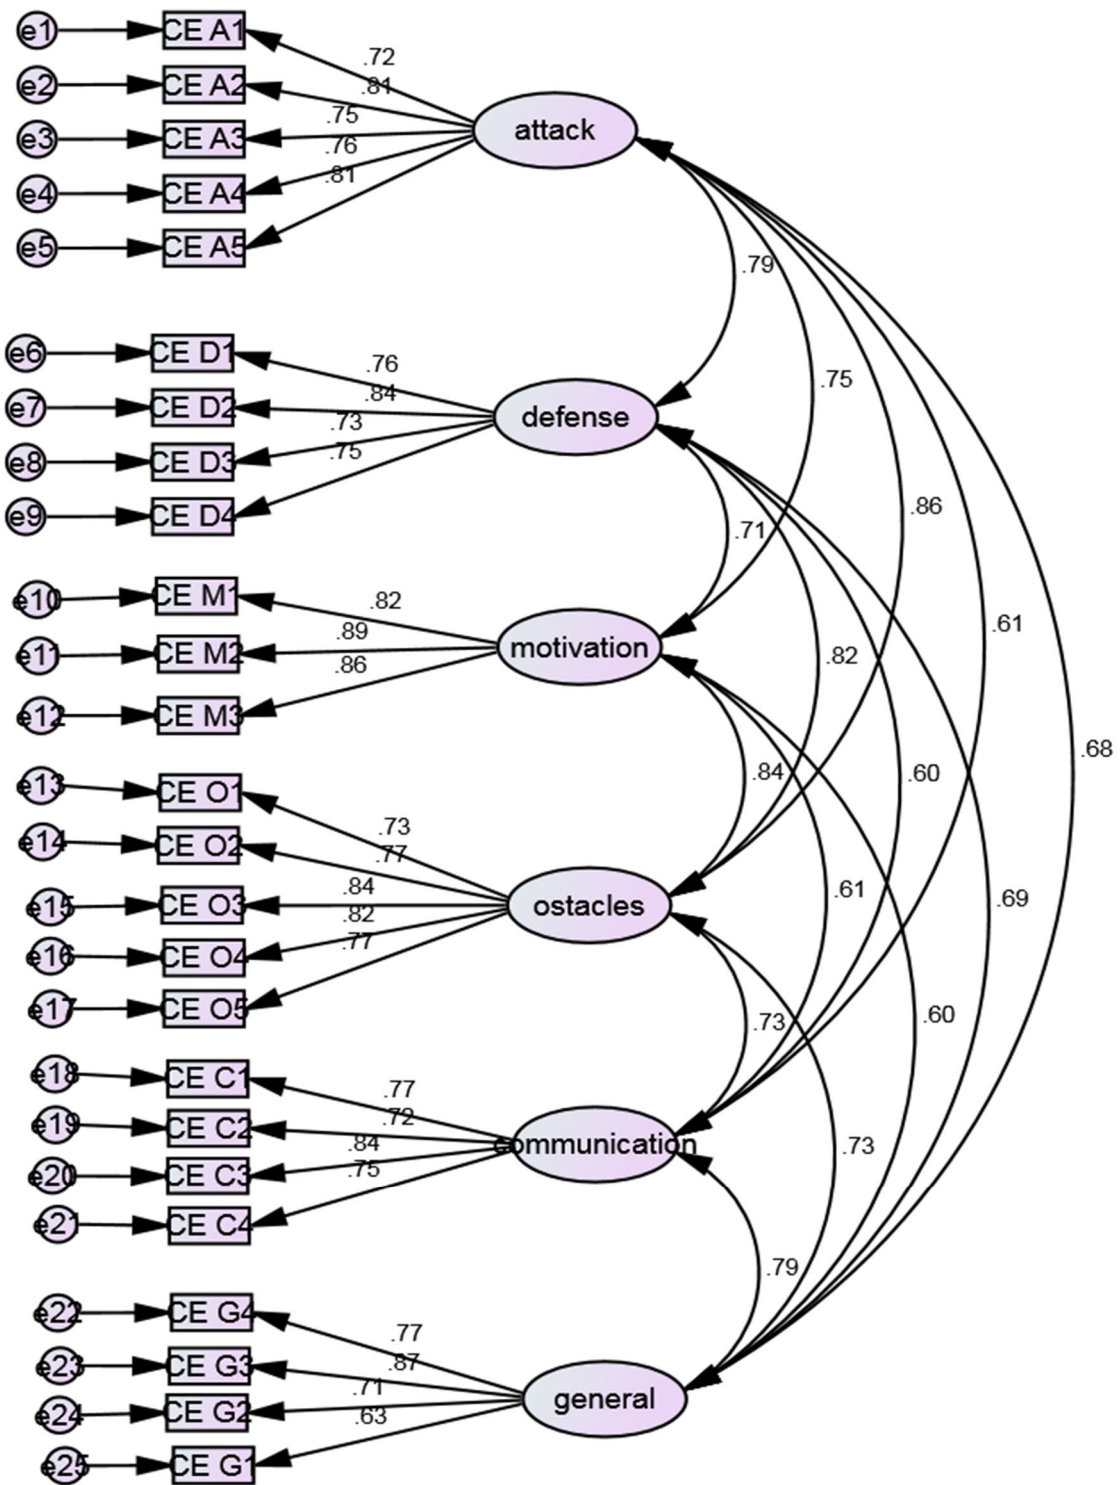 e1 CE A1
.72
e2 CE A2
.81
.75
attack
e3 CE A3
.76
e4 CE A4
.81
e5 CE A5
.79
e6 CE D1
.76
.75
e7 CE D2
.84
defense
.73
e8 CE D3
.75
.86
e9 CE D4
.71
e10 CE M1
.82
.61
.89
e11 CE M2
motivation
.82
.86
e12 CE M3
.68
.84
.60
e13 CE O1
.73
e14 CE O2
.77
.84
.61
.69
e15 CE O3
ostacles
.82
e16 CE O4
.77
e17 CE O5
.73
.60
e18 CE C1
.77
e19 CE C2
.72
.84
communication
.73
e20 CE C3
.75
e21 CE C4
.79
e22 CE G4
.77
e23 CE G3
.87
.71
general
e24 CE G2
.63
e25 CE G1